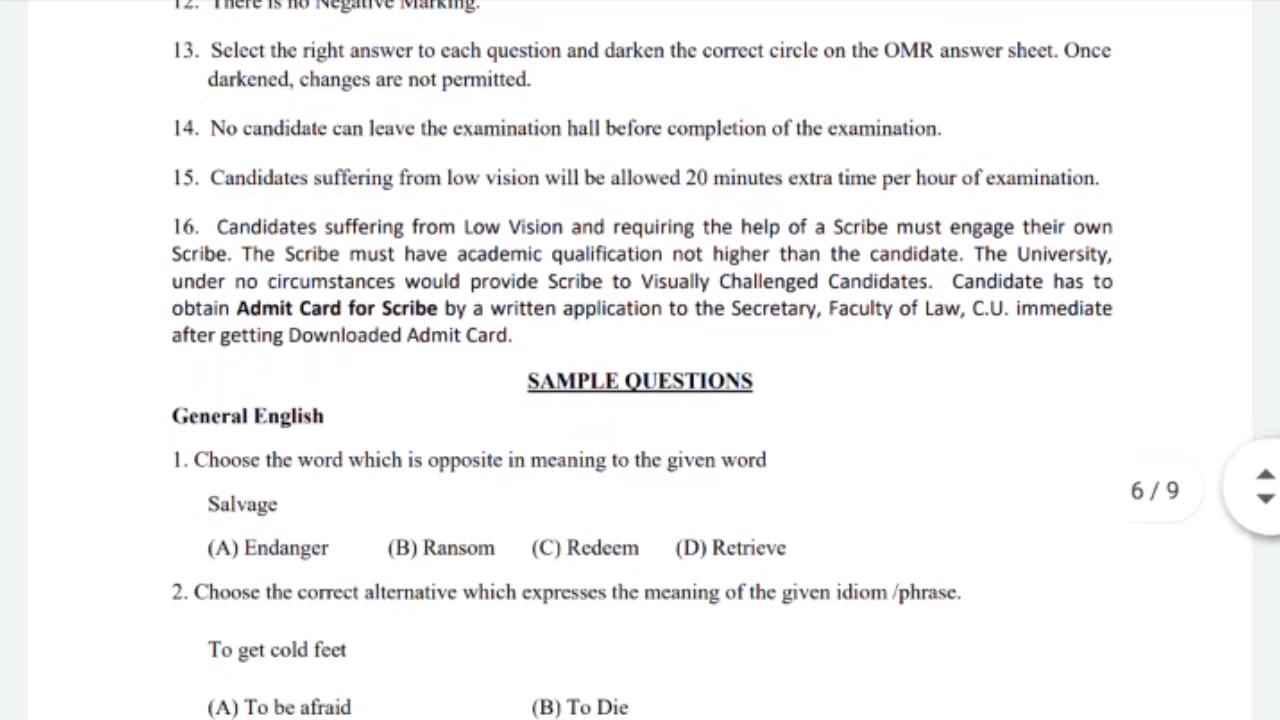 12. There is no Negative Marking.
13. Select the right answer to each question and darken the correct circle on the OMR answer sheet. Once
darkened, changes are not permitted.
14. No candidate can leave the examination hall before completion of the examination.
15. Candidates suffering from low vision will be allowed 20 minutes extra time per hour of examination.
16. Candidates suffering from Low Vision and requiring the help of a Scribe must engage their own
Scribe. The Scribe must have academic qualification not higher than the candidate. The University,
under no circumstances would provide Scribe to Visually Challenged Candidates. Candidate has to
obtain Admit Card for Scribe by a written application to the Secretary, Faculty of Law, C.U. immediate
after getting Downloaded Admit Card.
SAMPLE QUESTIONS
General English
1. Choose the word which is opposite in meaning to the given word
Salvage
(A) Endanger (B) Ransom (C) Redeem (D) Retrieve
6 / 9
2. Choose the correct alternative which expresses the meaning of the given idiom /phrase.
To get cold feet
(A) To be afraid (B) To Die